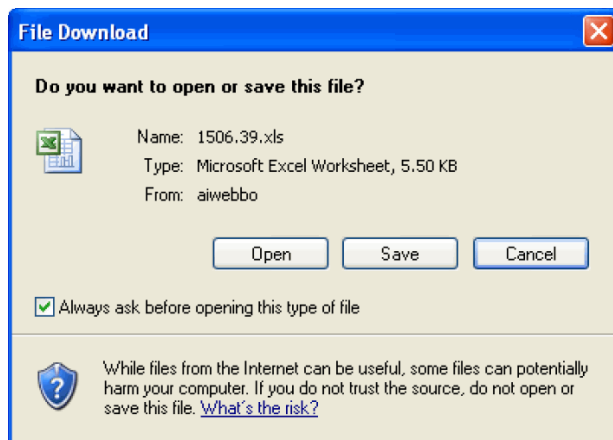 File Download
Do you want to open or save this file?
Name: 1506.39.xls
Type: Microsoft Excel Worksheet, 5.50 KB
From: aiwebbo
Open Save Cancel
Always ask before opening this type of file
While files from the Internet can be useful, some files can potentially
harm your computer. If you do not trust the source, do not open or
save this file. What's the risk?